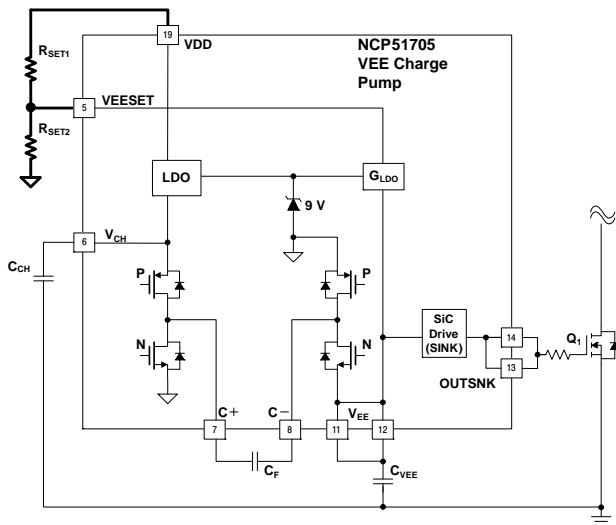 19
VDD
NCP51705
VEE Charge
Pump
RSET1
5
VEESET
RSET2
LDO
GLDO
9 V
6
VCH
CCH
P
P
N
N
SiC
Drive
(SINK)
14
13
OUTSNK
Q1
C+
C−
VEE
7
8
11
12
CF
CVEE